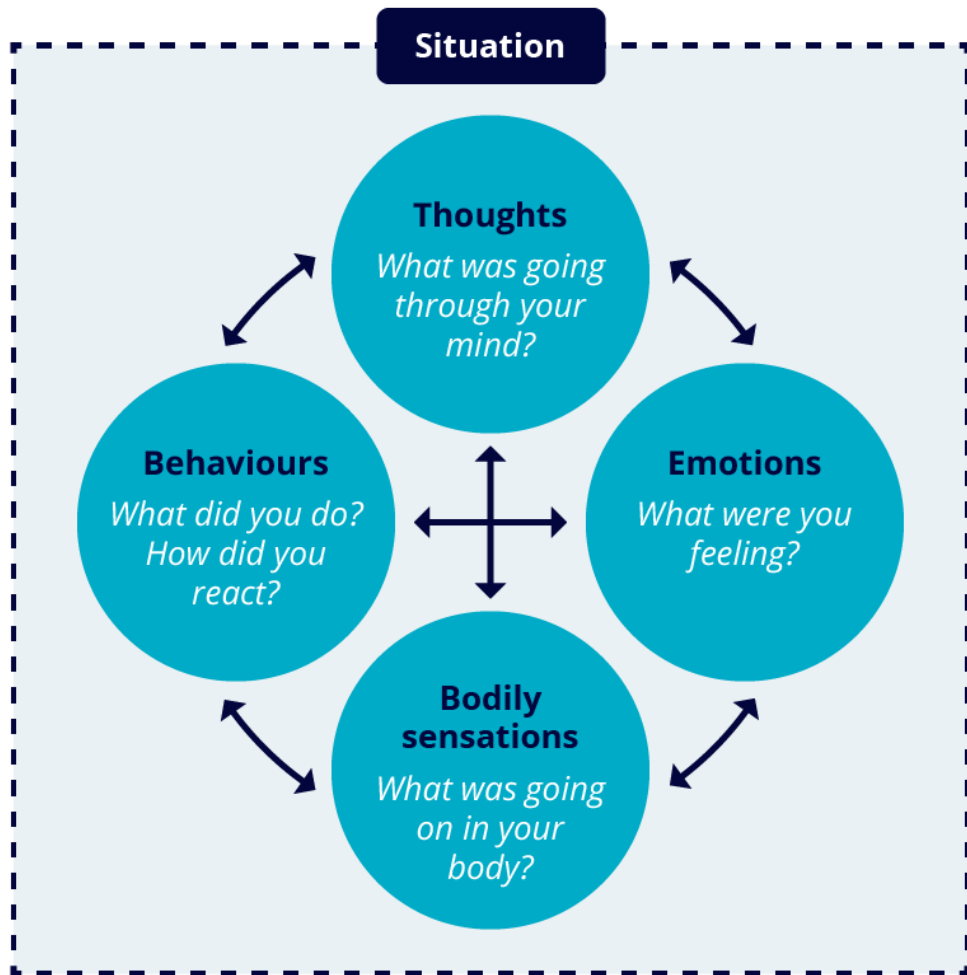 Situation
Thoughts
What was going
through your
mind?
Behaviours
What did you do?
How did you
react?
Emotions
What were you
feeling?
Bodily
sensations
What was going
on in your
body?